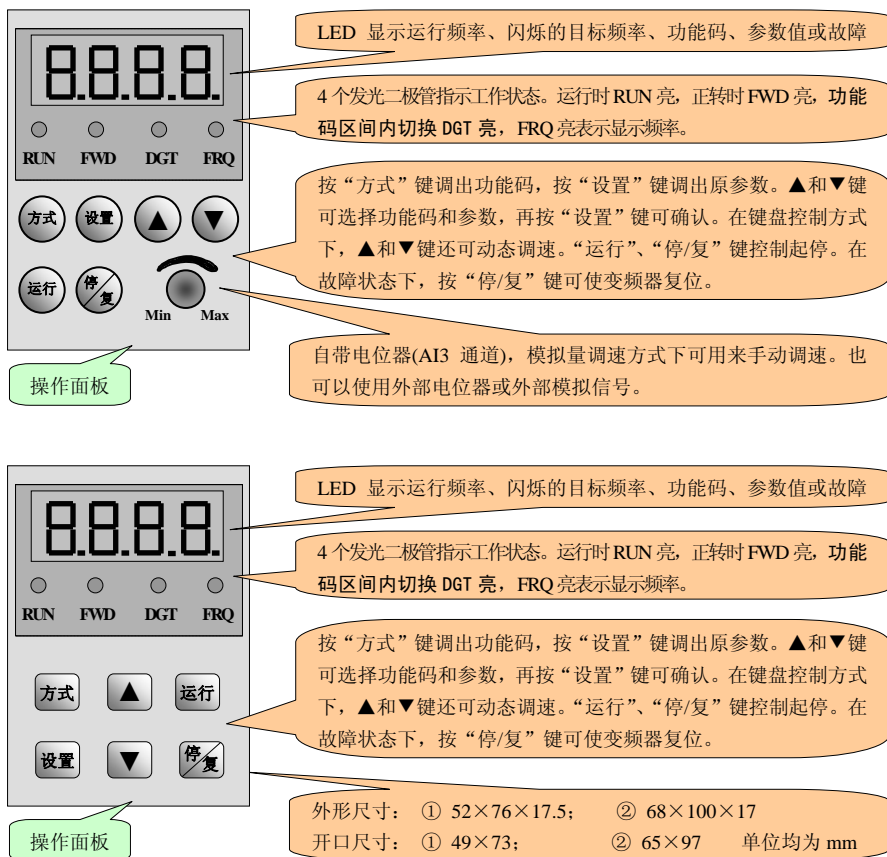 8.8.8.8.
RUN FWD DGT FRQ
方式 设置 ▲ ▼
运行 停/复
Min Max
操作面板
LED 显示运行频率、闪烁的目标频率、功能码、参数值或故障
4 个发光二极管指示工作状态。运行时 RUN 亮，正转时 FWD 亮，功能
码区间内切换 DGT 亮，FRQ 亮表示显示频率。
按“方式”键调出功能码，按“设置”键调出原参数。▲和▼键
可选择功能码和参数，再按“设置”键可确认。在键盘控制方式
下，▲和▼键还可动态调速。“运行”、“停/复”键控制起停。在
故障状态下，按“停/复”键可使变频器复位。
自带电位器(AI3 通道)，模拟量调速方式下可用来手动调速。也
可以使用外部电位器或外部模拟信号。
8.8.8.8.
RUN FWD DGT FRQ
方式 ▲ 运行
设置 ▼ 停/复
操作面板
LED 显示运行频率、闪烁的目标频率、功能码、参数值或故障
4 个发光二极管指示工作状态。运行时 RUN 亮，正转时 FWD 亮，功能
码区间内切换 DGT 亮，FRQ 亮表示显示频率。
按“方式”键调出功能码，按“设置”键调出原参数。▲和▼键
可选择功能码和参数，再按“设置”键可确认。在键盘控制方式
下，▲和▼键还可动态调速。“运行”、“停/复”键控制起停。在
故障状态下，按“停/复”键可使变频器复位。
外形尺寸： ① 52×76×17.5； ② 68×100×17
开口尺寸： ① 49×73； ② 65×97 单位均为 mm